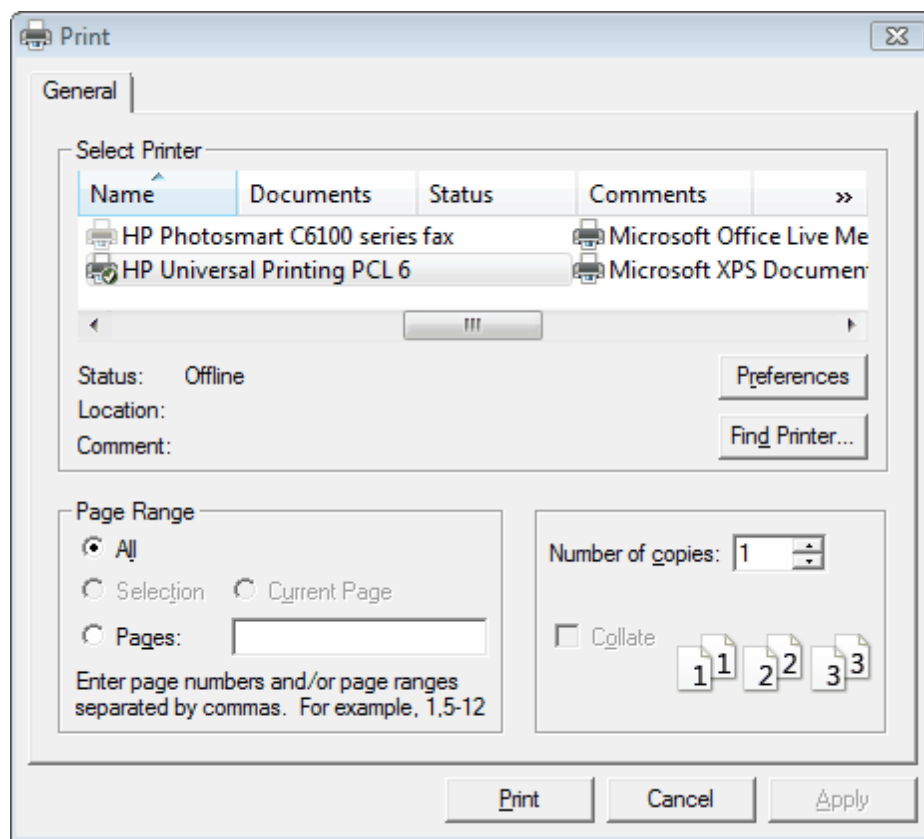 Print
General
Select Printer
Name Documents Status Comments »
HP Photosmart C6100 series fax Microsoft Office Live Me
HP Universal Printing PCL 6 Microsoft XPS Document
Status: Offline
Preferences
Location:
Find Printer...
Comment:
Page Range
All
Number of copies: 1
Selection Current Page
Pages:
Collate
1 1 2 2 3 3
Enter page numbers and/or page ranges
separated by commas. For example, 1,5-12
Print Cancel Apply